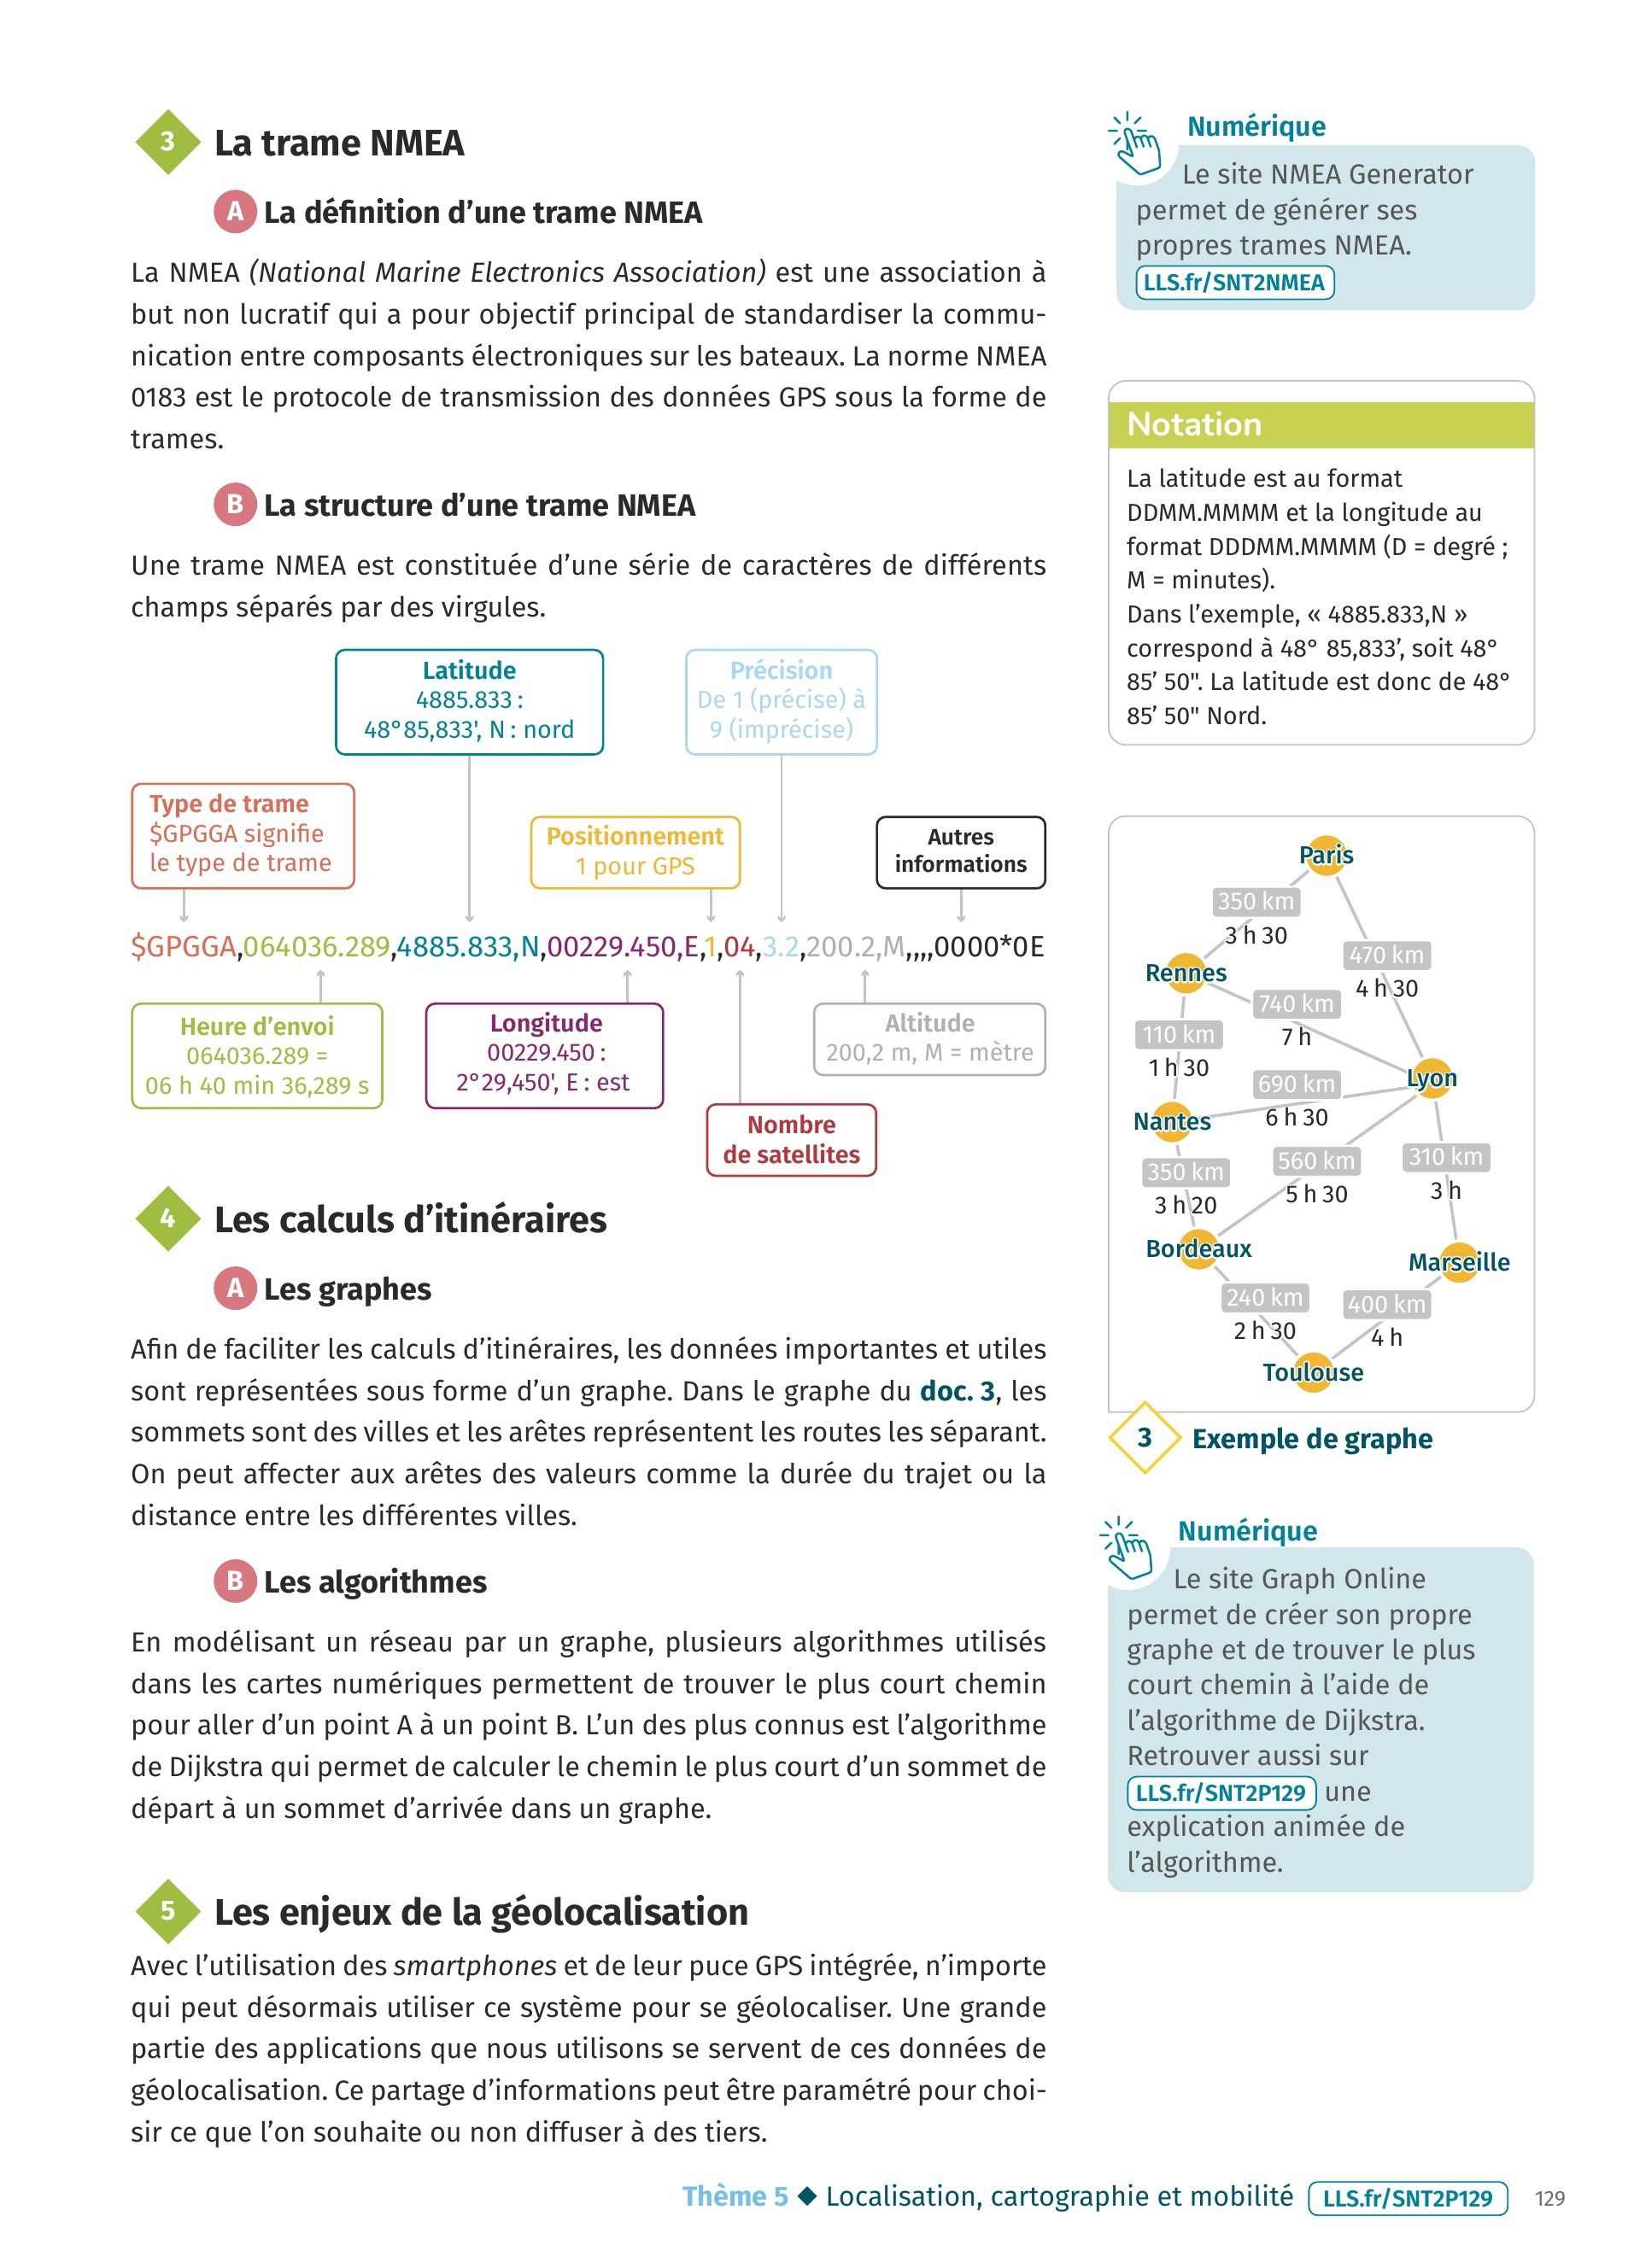 3 La trame NMEA
A La définition d’une trame NMEA
La NMEA (National Marine Electronics Association) est une association à
but non lucratif qui a pour objectif principal de standardiser la commu-
nication entre composants électroniques sur les bateaux. La norme NMEA
0183 est le protocole de transmission des données GPS sous la forme de
trames.
B La structure d’une trame NMEA
Une trame NMEA est constituée d’une série de caractères de différents
champs séparés par des virgules.
Latitude
4885.833 :
48°85,833', N : nord
Précision
De 1 (précise) à
9 (imprécise)
Type de trame
$GPGGA signifie
le type de trame
Positionnement
1 pour GPS
Autres
informations
$GPGGA,064036.289,4885.833,N,00229.450,E,1,04,3.2,200.2,M,,,,0000*0E
Heure d’envoi
064036.289 =
06 h 40 min 36,289 s
Longitude
00229.450 :
2°29,450', E : est
Altitude
200,2 m, M = mètre
Nombre
de satellites
4 Les calculs d’itinéraires
A Les graphes
Afin de faciliter les calculs d’itinéraires, les données importantes et utiles
sont représentées sous forme d’un graphe. Dans le graphe du doc. 3, les
sommets sont des villes et les arêtes représentent les routes les séparant.
On peut affecter aux arêtes des valeurs comme la durée du trajet ou la
distance entre les différentes villes.
B Les algorithmes
En modélisant un réseau par un graphe, plusieurs algorithmes utilisés
dans les cartes numériques permettent de trouver le plus court chemin
pour aller d’un point A à un point B. L’un des plus connus est l’algorithme
de Dijkstra qui permet de calculer le chemin le plus court d’un sommet de
départ à un sommet d’arrivée dans un graphe.
5 Les enjeux de la géolocalisation
Avec l’utilisation des smartphones et de leur puce GPS intégrée, n’importe
qui peut désormais utiliser ce système pour se géolocaliser. Une grande
partie des applications que nous utilisons se servent de ces données de
géolocalisation. Ce partage d’informations peut être paramétré pour choi-
sir ce que l’on souhaite ou non diffuser à des tiers.
Numérique
Le site NMEA Generator
permet de générer ses
propres trames NMEA.
LLS.fr/SNT2NMEA
Notation
La latitude est au format
DDMM.MMMM et la longitude au
format DDDMM.MMMM (D = degré ;
M = minutes).
Dans l’exemple, « 4885.833,N »
correspond à 48° 85,833’, soit 48°
85’ 50". La latitude est donc de 48°
85’ 50" Nord.
Paris
350 km
3 h 30
470 km
4 h 30
Rennes
740 km
7 h
110 km
1 h 30
Lyon
690 km
6 h 30
Nantes
350 km
3 h 20
560 km
5 h 30
310 km
3 h
Bordeaux
Marseille
240 km
2 h 30
400 km
4 h
Toulouse
3 Exemple de graphe
Numérique
Le site Graph Online
permet de créer son propre
graphe et de trouver le plus
court chemin à l’aide de
l’algorithme de Dijkstra.
Retrouver aussi sur
LLS.fr/SNT2P129 une
explication animée de
l’algorithme.
Thème 5 ◆ Localisation, cartographie et mobilité LLS.fr/SNT2P129 129